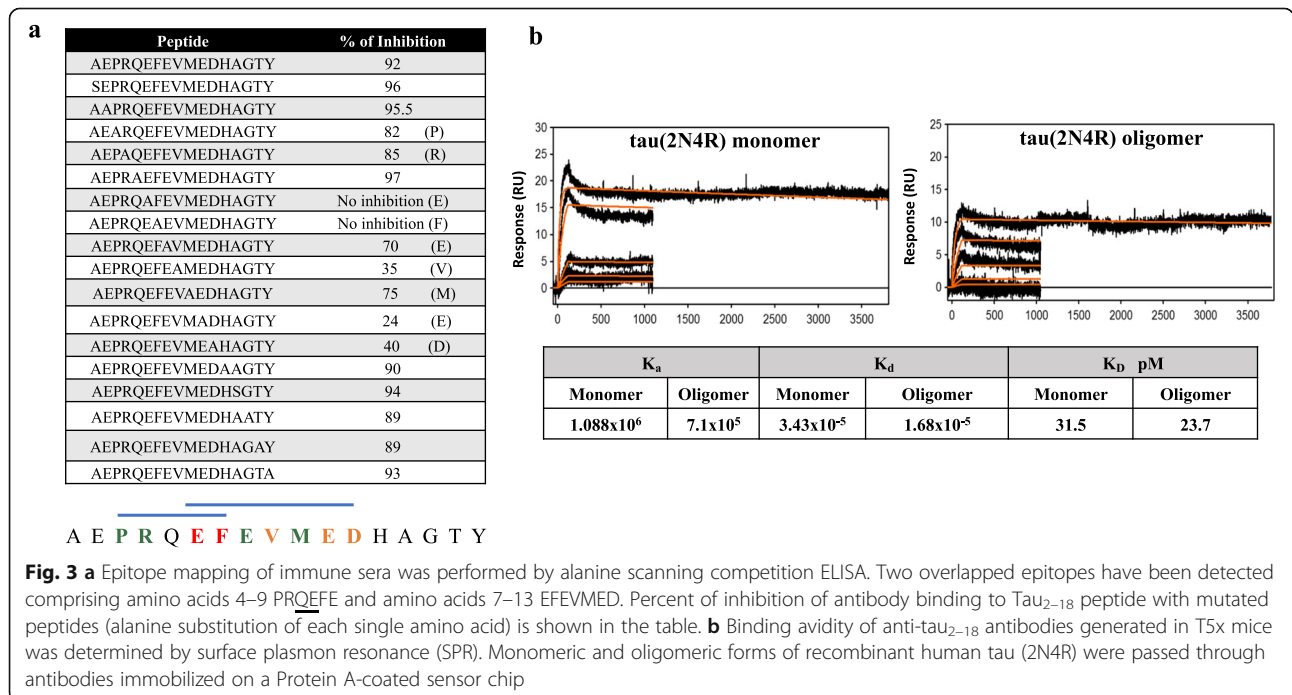 a
Peptide % of Inhibition
AEPRQEFEVMEDHAGTY 92
SEPRQEFEVMEDHAGTY 96
AAPRQEFEVMEDHAGTY 95.5
AEARQEFEVMEDHAGTY 82 (P)
AEPAQEFEVMEDHAGTY 85 (R)
AEPRAEFEVMEDHAGTY 97
AEPRQAFEVMEDHAGTY No inhibition (E)
AEPRQEAEVMEDHAGTY No inhibition (F)
AEPRQEFAVMEDHAGTY 70 (E)
AEPRQEFEAMEDHAGTY 35 (V)
AEPRQEFEVAEDHAGTY 75 (M)
AEPRQEFEVMADHAGTY 24 (E)
AEPRQEFEVMEAHAGTY 40 (D)
AEPRQEFEVMEDAAGTY 90
AEPRQEFEVMEDHSGTY 94
AEPRQEFEVMEDHAATY 89
AEPRQEFEVMEDHAGAY 89
AEPRQEFEVMEDHAGTA 93
A E P R Q E F E V M E D H A G T Y
b
tau(2N4R) monomer
Response (RU)
30
25
20
15
10
5
0
0 500 1000 1500 2000 2500 3000 3500
tau(2N4R) oligomer
Response (RU)
25
20
15
10
5
0
0 500 1000 1500 2000 2500 3000 3500
Ka Kd KD pM
Monomer Oligomer Monomer Oligomer Monomer Oligomer
1.088x10⁶ 7.1x10⁵ 3.43x10⁻⁵ 1.68x10⁻⁵ 31.5 23.7
Fig. 3 a Epitope mapping of immune sera was performed by alanine scanning competition ELISA. Two overlapped epitopes have been detected
comprising amino acids 4–9 PRQEFE and amino acids 7–13 EFEVMED. Percent of inhibition of antibody binding to Tau2–18 peptide with mutated
peptides (alanine substitution of each single amino acid) is shown in the table. b Binding avidity of anti-tau2–18 antibodies generated in T5x mice
was determined by surface plasmon resonance (SPR). Monomeric and oligomeric forms of recombinant human tau (2N4R) were passed through
antibodies immobilized on a Protein A-coated sensor chip